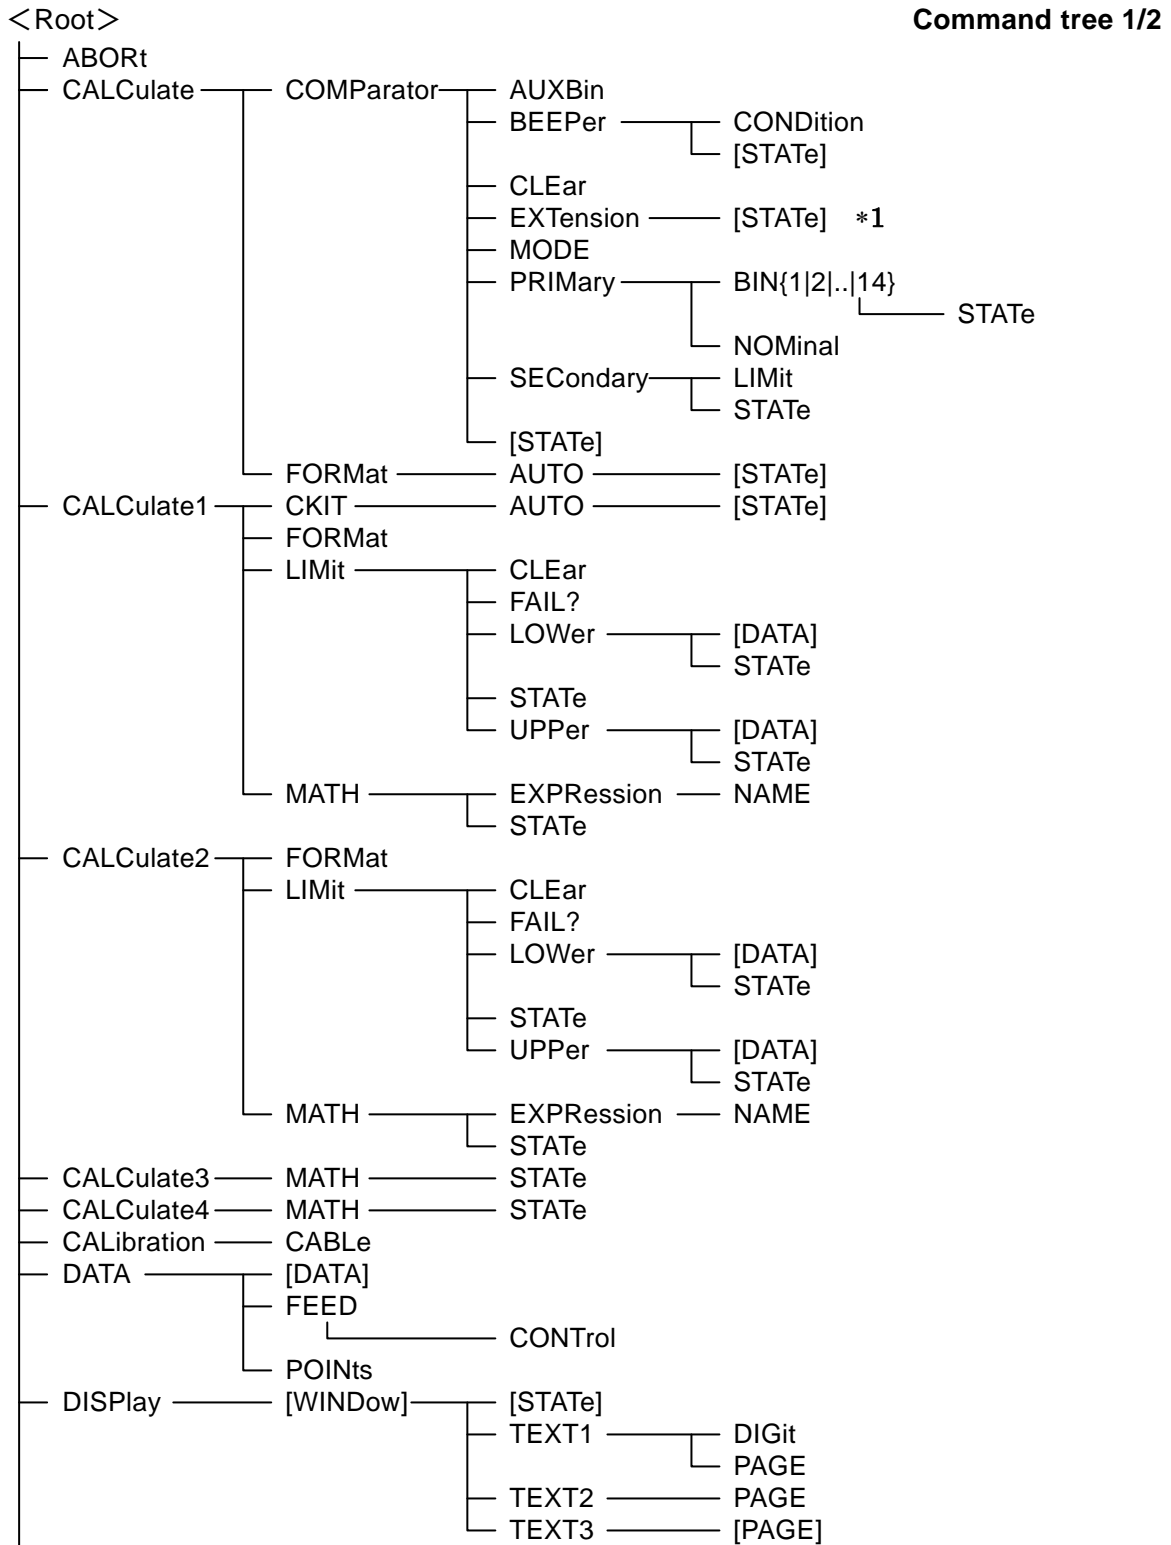 <Root> Command tree 1/2
ABORt
CALCulate COMParator AUXBin
BEEPer CONDition
[STATe]
CLEar
EXTension [STATe] *1
MODE
PRIMary BIN{1|2|..|14}
STATe
NOMinal
SECondary LIMit
STATe
[STATe]
FORMat AUTO [STATe]
CALCulate1 CKIT AUTO [STATe]
FORMat
LIMit CLEar
FAIL?
LOWer [DATA]
STATe
STATe
UPPer [DATA]
STATe
MATH EXPRession NAME
STATe
CALCulate2 FORMat
LIMit CLEar
FAIL?
LOWer [DATA]
STATe
STATe
UPPer [DATA]
STATe
MATH EXPRession NAME
STATe
CALCulate3 MATH STATe
CALCulate4 MATH STATe
CALibration CABLe
DATA [DATA]
FEED
CONTrol
POINts
DISPlay [WINDow] [STATe]
TEXT1 DIGit
PAGE
TEXT2 PAGE
TEXT3 [PAGE]